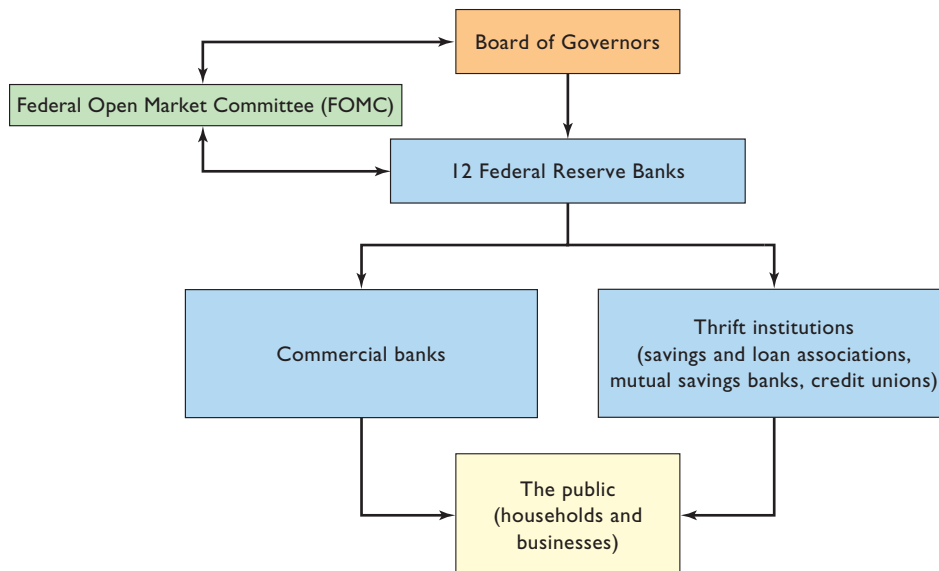 Board of Governors
Federal Open Market Committee (FOMC)
12 Federal Reserve Banks
Commercial banks
Thrift institutions
(savings and loan associations,
mutual savings banks, credit unions)
The public
(households and
businesses)